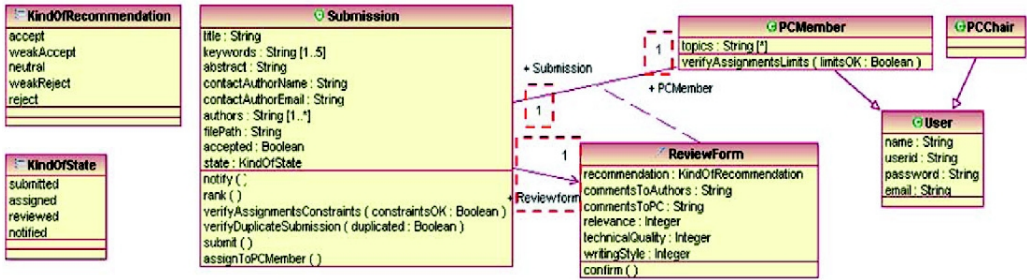 KindOfRecommendation
accept
weakAccept
neutral
weakReject
reject
KindOfState
submitted
assigned
reviewed
notified
Submission
title : String
keywords : String [1..5]
abstract : String
contactAuthorName : String
contactAuthorEmail : String
authors : String [1..*]
filePath : String
accepted : Boolean
state : KindOfState
notify ( )
rank ( )
verifyAssignmentsConstraints ( constraintsOK : Boolean )
verifyDuplicateSubmission ( duplicated : Boolean )
submit ( )
assignToPCMember ( )
+ Submission
1
1
+ PCMember
1
+ Reviewform
PCMember
topics : String [*]
verifyAssignmentsLimits ( limitsOK : Boolean )
PCChair
User
name : String
userid : String
password : String
email : String
ReviewForm
recommendation : KindOfRecommendation
commentsToAuthors : String
commentsToPC : String
relevance : Integer
technicalQuality : Integer
writingStyle : Integer
confirm ( )